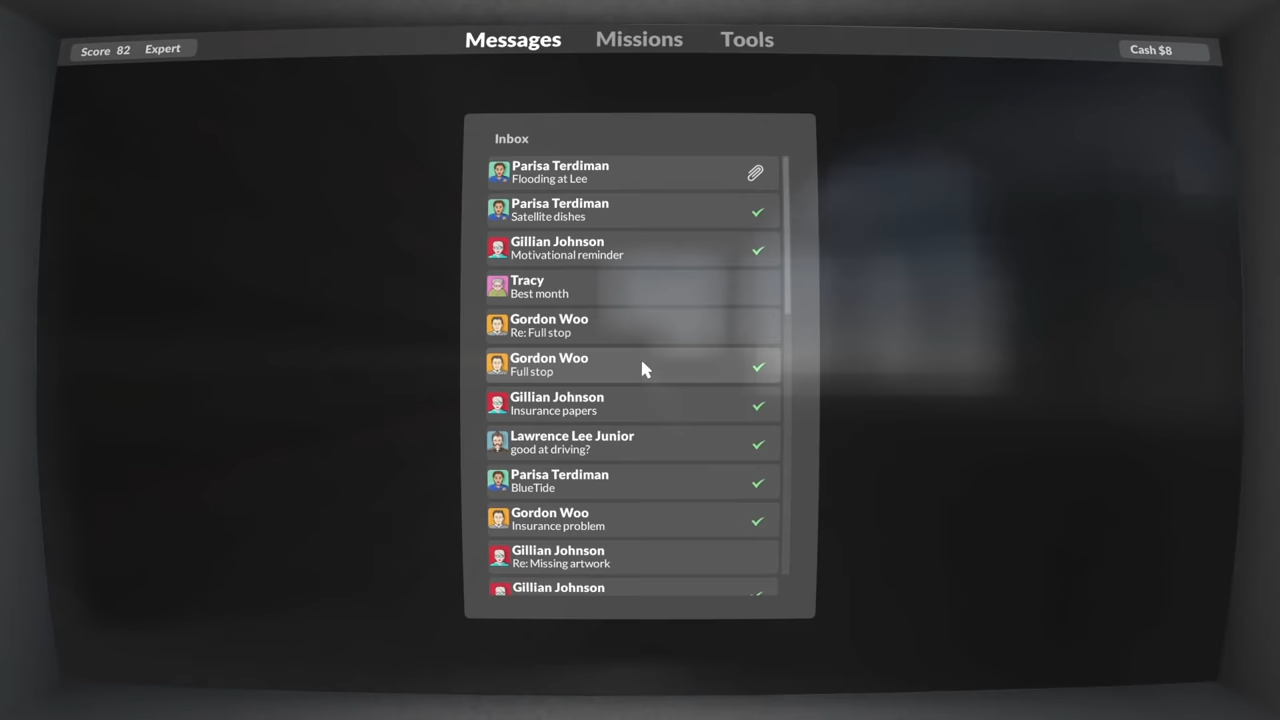 Score 82 Expert
Messages
Missions
Tools
Cash $8
Inbox
Parisa Terdiman
Flooding at Lee
Parisa Terdiman
Satellite dishes
Gillian Johnson
Motivational reminder
Tracy
Best month
Gordon Woo
Re: Full stop
Gordon Woo
Full stop
Gillian Johnson
Insurance papers
Lawrence Lee Junior
good at driving?
Parisa Terdiman
BlueTide
Gordon Woo
Insurance problem
Gillian Johnson
Re: Missing artwork
Gillian Johnson